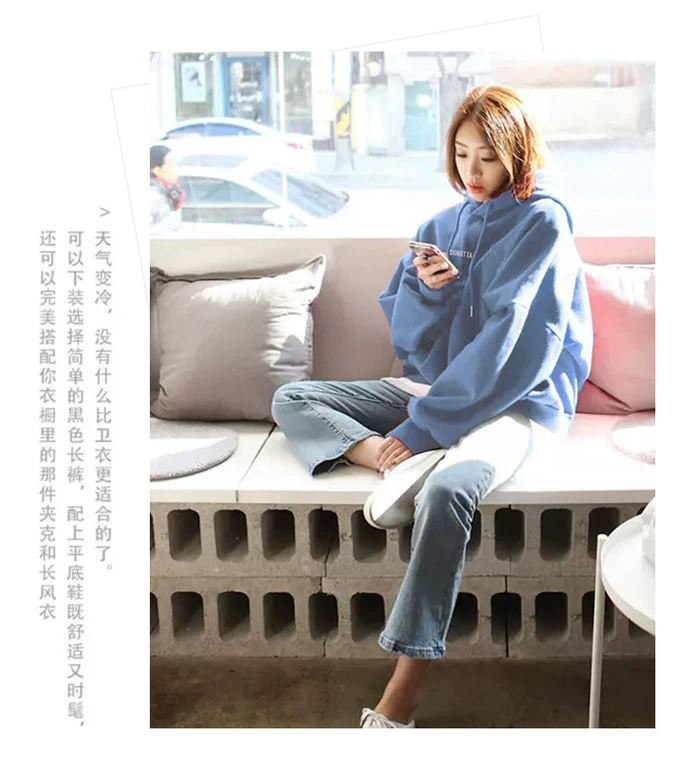 > 天气变冷，没有什么比卫衣更适合的了。
可以下装选择简单的黑色长裤，配上平底鞋既舒适又时髦，
还可以完美搭配你衣橱里的那件夹克和长风衣
DONOTTA